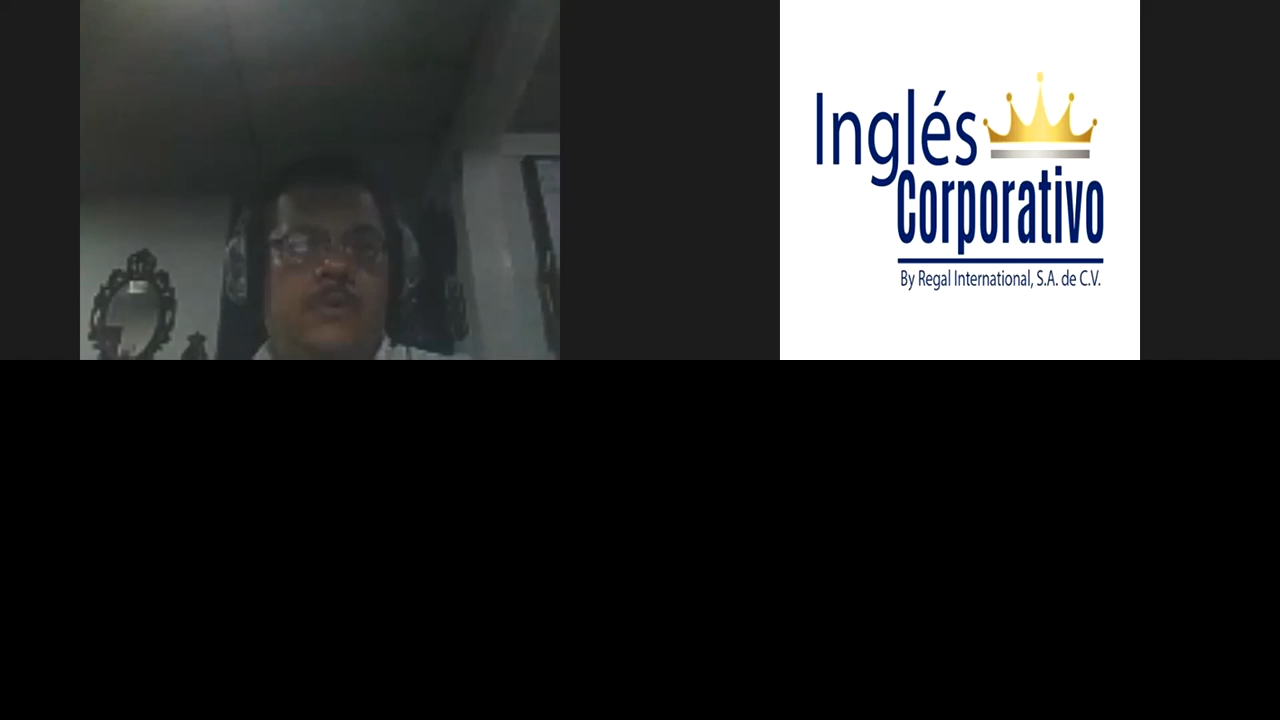 Inglés
Corporativo
By Regal International, S.A. de C.V.